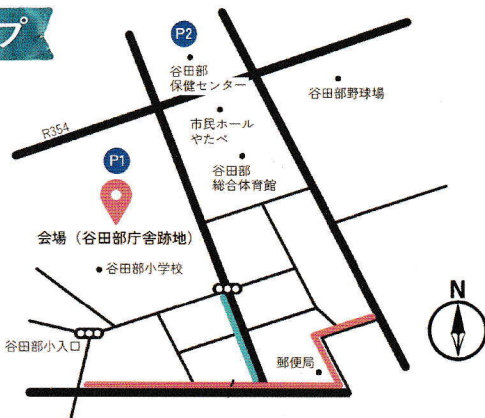 プ
P2
谷田部
保健センター
谷田部野球場
R354
市民ホール
やたべ
P1
谷田部
総合体育館
会場（谷田部庁舎跡地）
谷田部小学校
N
谷田部小入口
郵便局